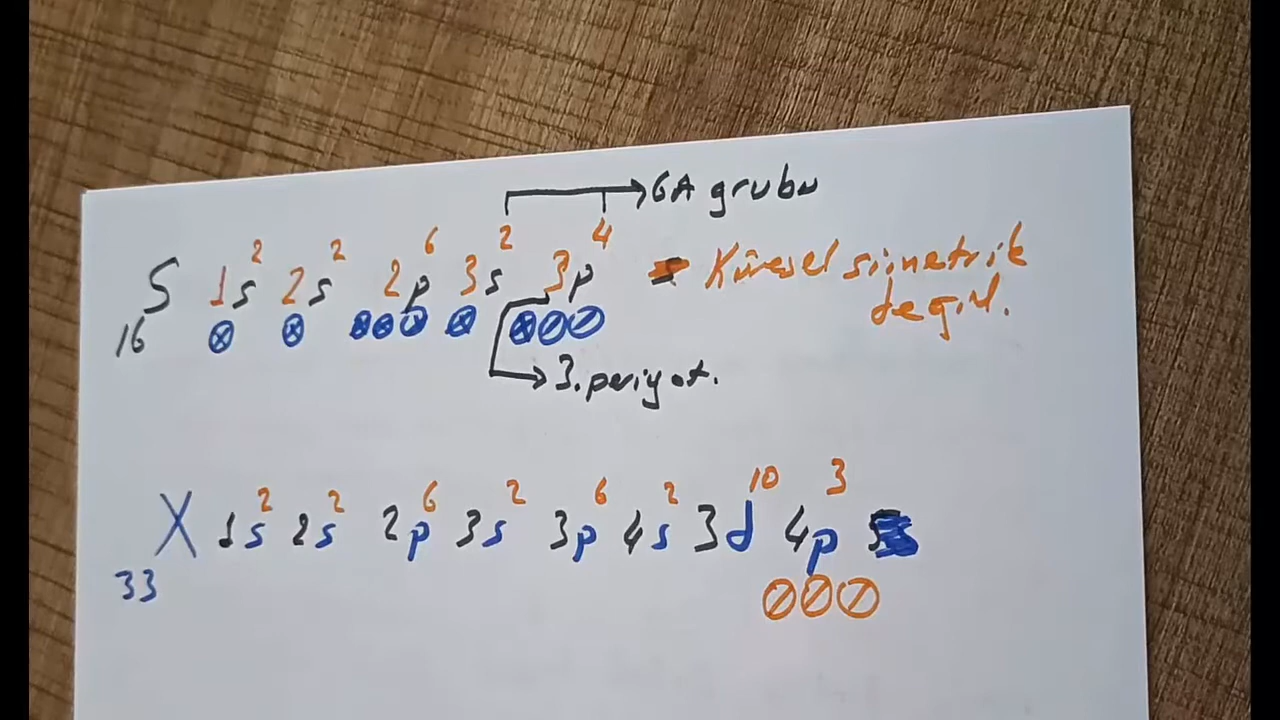 6A grubu
16S 1s² 2s² 2p⁶ 3s² 3p⁴ Küresel simetrik
değil.
3. periyot.
33X 1s² 2s² 2p⁶ 3s² 3p⁶ 4s² 3d¹⁰ 4p³